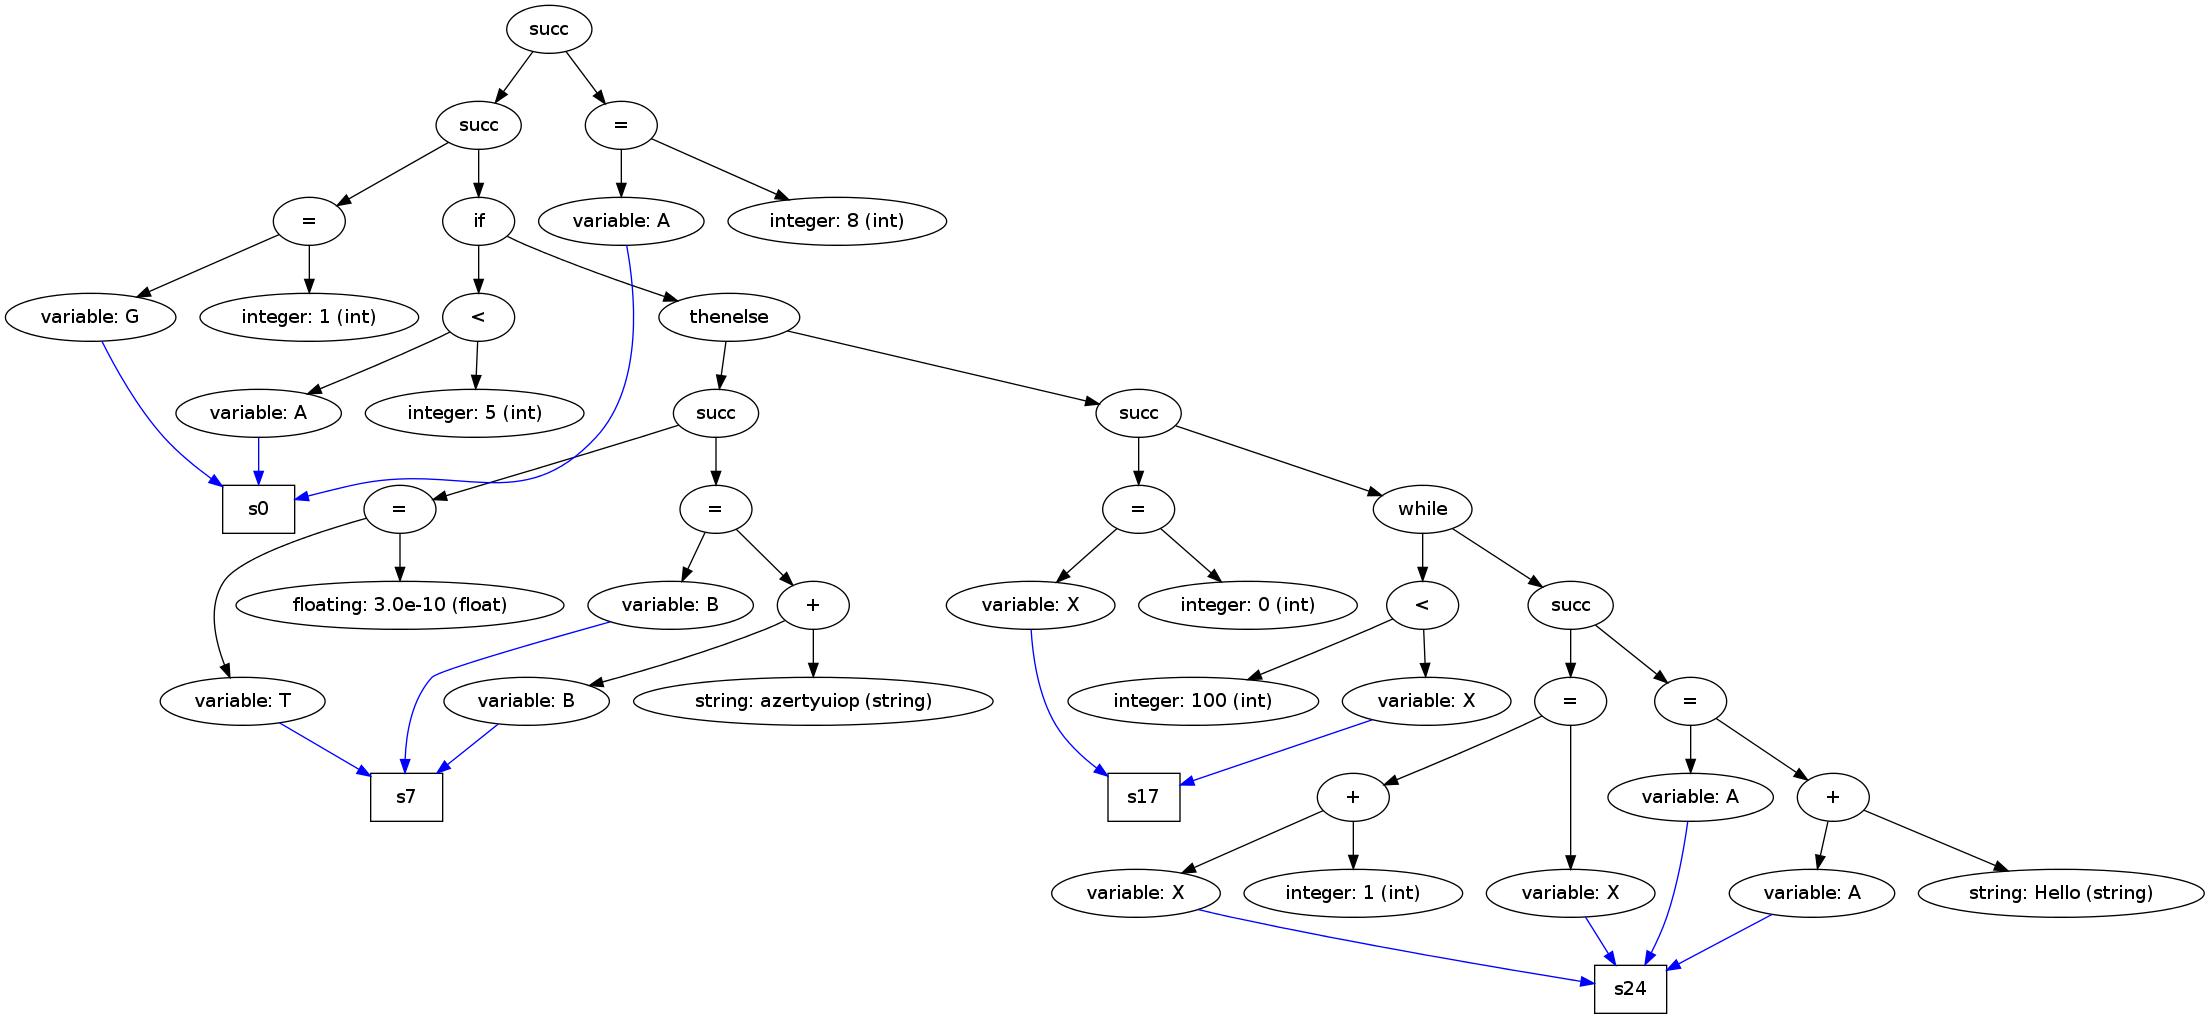 succ
succ
=
=
if
variable: A
integer: 8 (int)
variable: G
integer: 1 (int)
<
thenelse
variable: A
integer: 5 (int)
succ
succ
s0
=
=
=
while
floating: 3.0e-10 (float)
variable: B
+
variable: X
integer: 0 (int)
<
succ
variable: T
variable: B
string: azertyuiop (string)
integer: 100 (int)
variable: X
=
=
s7
s17
+
variable: A
+
variable: X
integer: 1 (int)
variable: X
variable: A
string: Hello (string)
s24